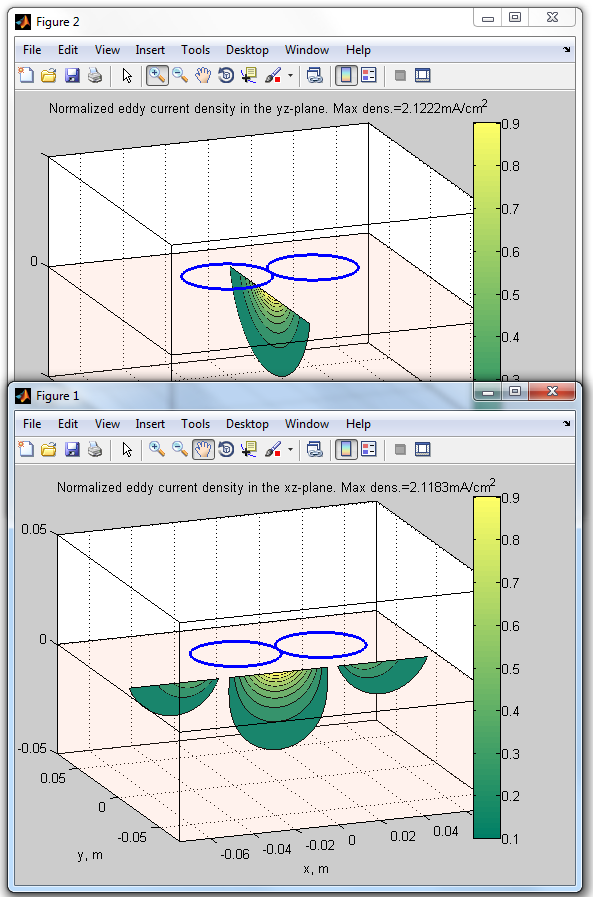 Figure 2
File Edit View Insert Tools Desktop Window Help
Normalized eddy current density in the yz-plane. Max dens.=2.1222mA/cm2
0.9
0.8
0.7
0.6
0.5
0.4
0.3
0
Figure 1
File Edit View Insert Tools Desktop Window Help
Normalized eddy current density in the xz-plane. Max dens.=2.1183mA/cm2
0.05
0
-0.05
0.05
0
-0.05
y, m
-0.06 -0.04 -0.02 0 0.02 0.04
x, m
0.9
0.8
0.7
0.6
0.5
0.4
0.3
0.2
0.1